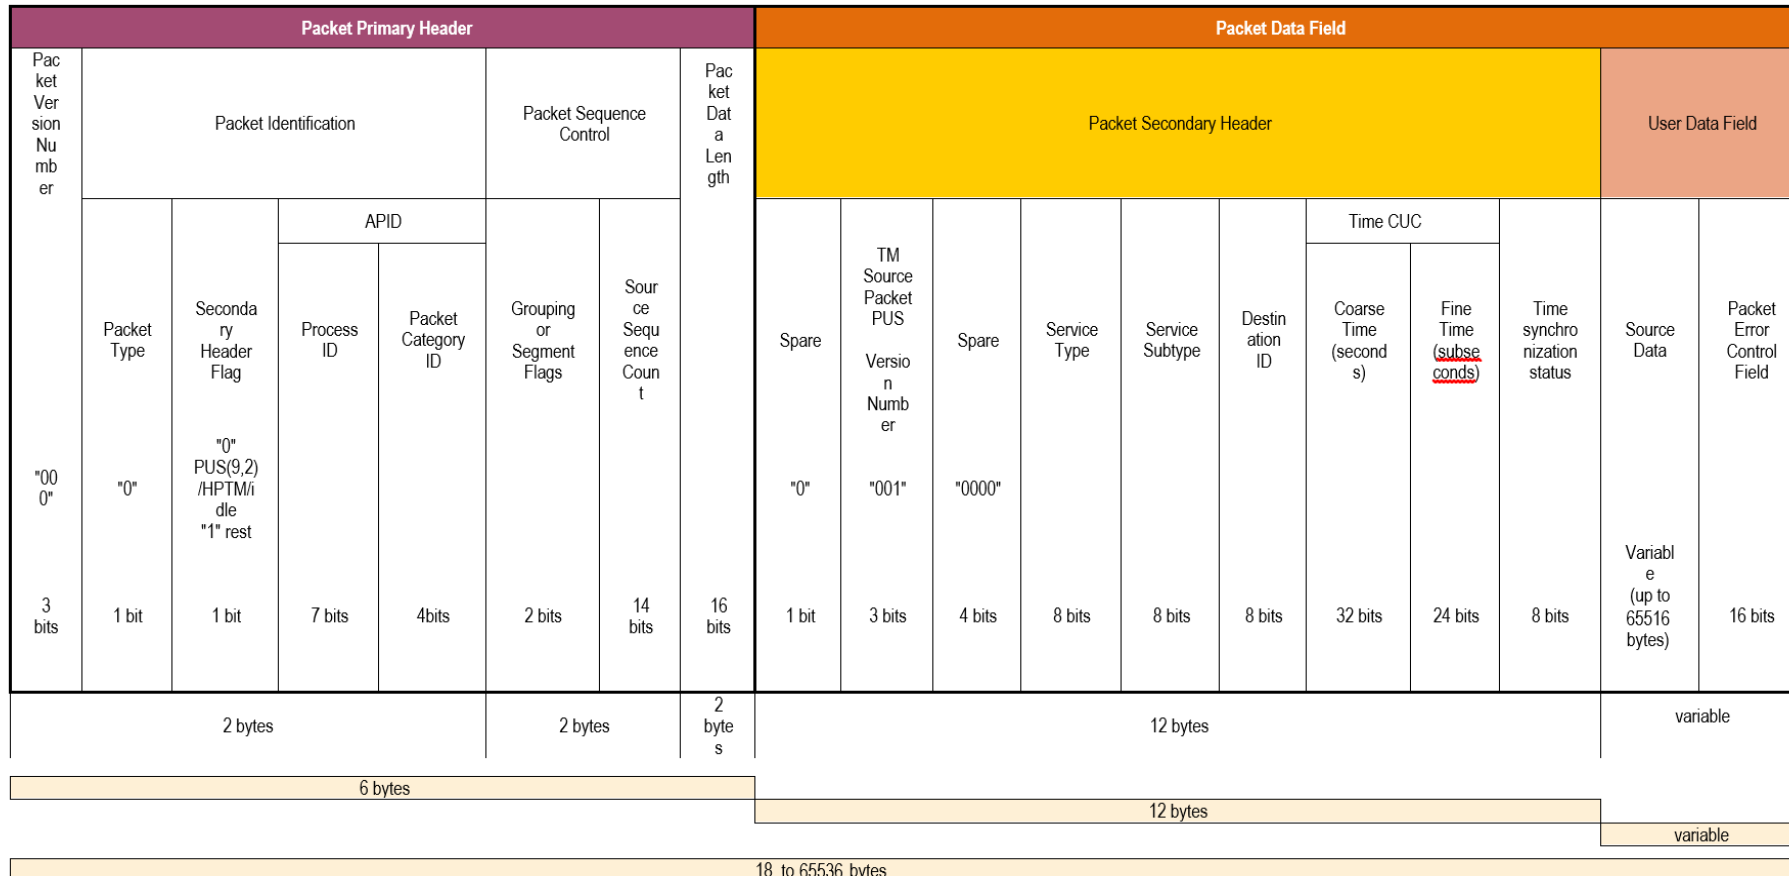 Packet Primary Header
Packet Data Field
Pac
ket
Ver
sion
Nu
mb
er
Packet Identification
Packet Sequence
Control
Pac
ket
Dat
a
Len
gth
Packet Secondary Header
User Data Field
APID
Time CUC
Packet
Type
Seconda
ry
Header
Flag
Process
ID
Packet
Category
ID
Grouping
or
Segment
Flags
Sour
ce
Sequ
ence
Coun
t
Spare
TM
Source
Packet
PUS
Versio
n
Numb
er
Spare
Service
Type
Service
Subtype
Destin
ation
ID
Coarse
Time
(second
s)
Fine
Time
(subse
conds)
Time
synchro
nization
status
Source
Data
Packet
Error
Control
Field
"00
0"
"0"
"0"
PUS(9,2)
/HPTM/i
dle
"1" rest
"0"
"001"
"0000"
3
bits
1 bit
1 bit
7 bits
4bits
2 bits
14
bits
16
bits
1 bit
3 bits
4 bits
8 bits
8 bits
8 bits
32 bits
24 bits
8 bits
Variabl
e
(up to
65516
bytes)
16 bits
2 bytes
2 bytes
2
byte
s
12 bytes
variable
6 bytes
12 bytes
variable
18 to 65536 bytes